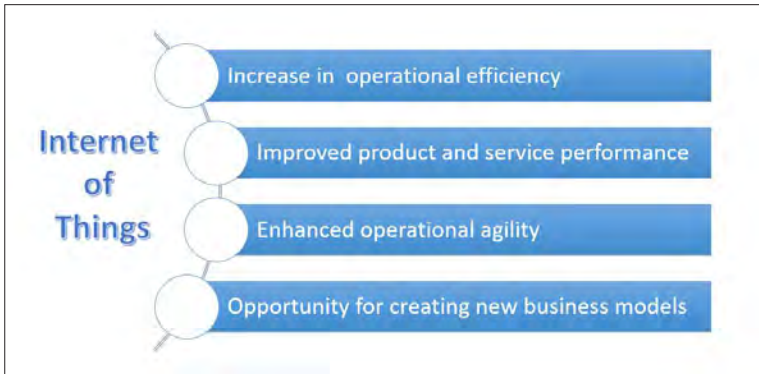 Internet
of
Things
Increase in operational efficiency
Improved product and service performance
Enhanced operational agility
Opportunity for creating new business models